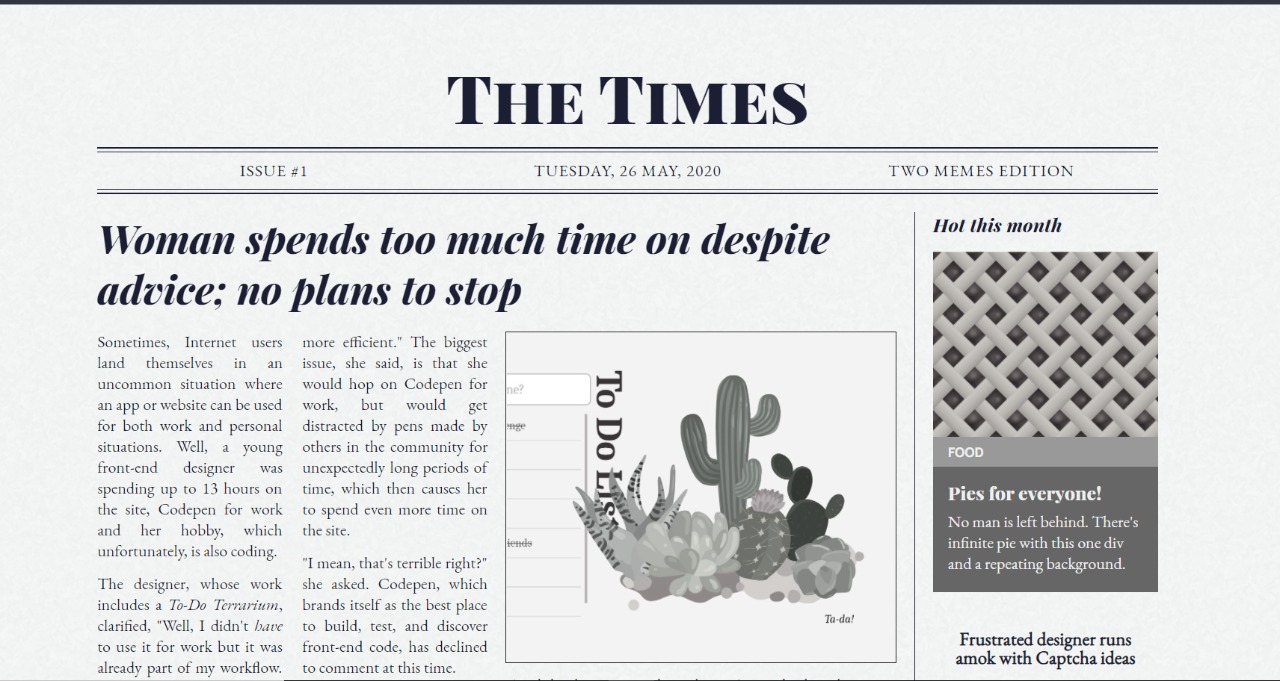 THE TIMES
ISSUE #1
TUESDAY, 26 MAY, 2020
TWO MEMES EDITION
Woman spends too much time on despite
advice; no plans to stop
Sometimes, Internet users
land themselves in an
uncommon situation where
an app or website can be used
for both work and personal
situations. Well, a young
front-end designer was
spending up to 13 hours on
the site, Codepen for work
and her hobby, which
unfortunately, is also coding.
The designer, whose work
includes a To-Do Terrarium,
clarified, "Well, I didn't have
to use it for work but it was
already part of my workflow.
more efficient." The biggest
issue, she said, is that she
would hop on Codepen for
work, but would get
distracted by pens made by
others in the community for
unexpectedly long periods of
time, which then causes her
to spend even more time on
the site.
"I mean, that's terrible right?"
she asked. Codepen, which
brands itself as the best place
to build, test, and discover
front-end code, has declined
to comment at this time.
ne?
enge
iends
To Do List
Ta-da!
Hot this month
FOOD
Pies for everyone!
No man is left behind. There's
infinite pie with this one div
and a repeating background.
Frustrated designer runs
amok with Captcha ideas